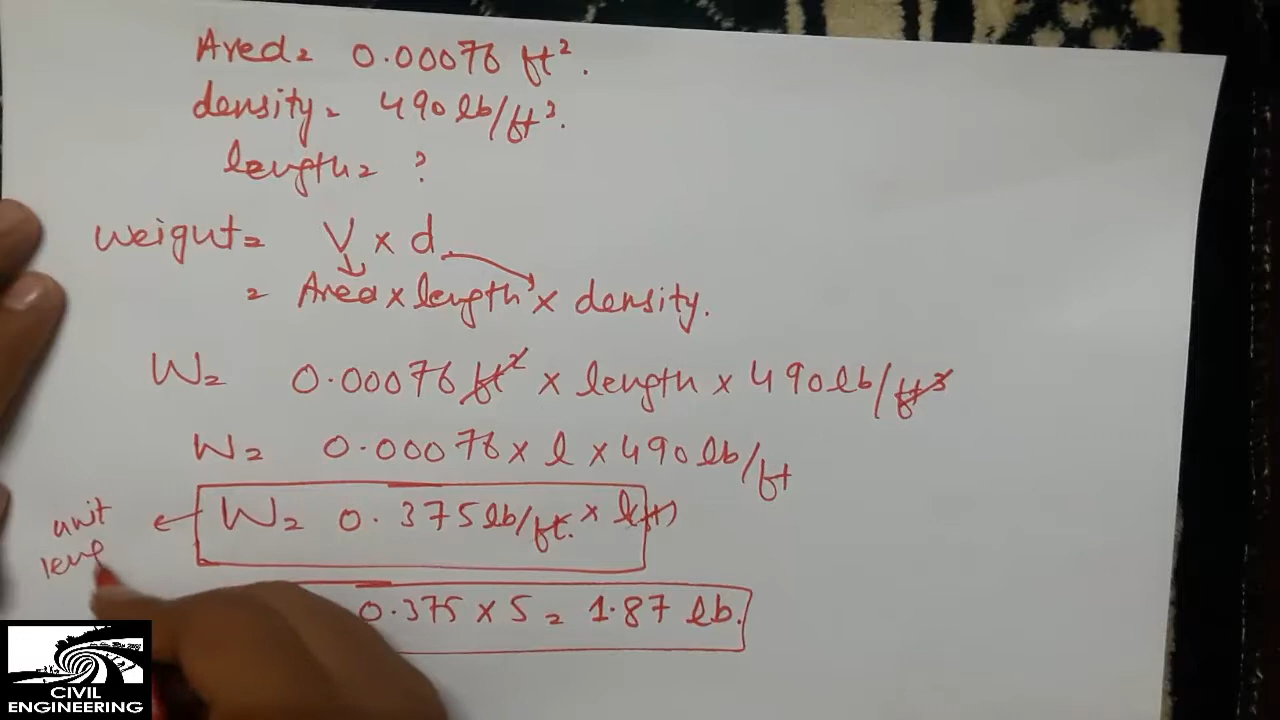 Area = 0.00076 ft².
density = 490 lb/ft³.
length = ?
Weight = V × d
= Area × length × density.
W = 0.00076 ft² × length × 490 lb/ft³
W = 0.00076 × l × 490 lb/ft
unit W = 0.375 lb/ft. × l(ft)
0.375 × 5 = 1.87 lb.
CIVIL
ENGINEERING